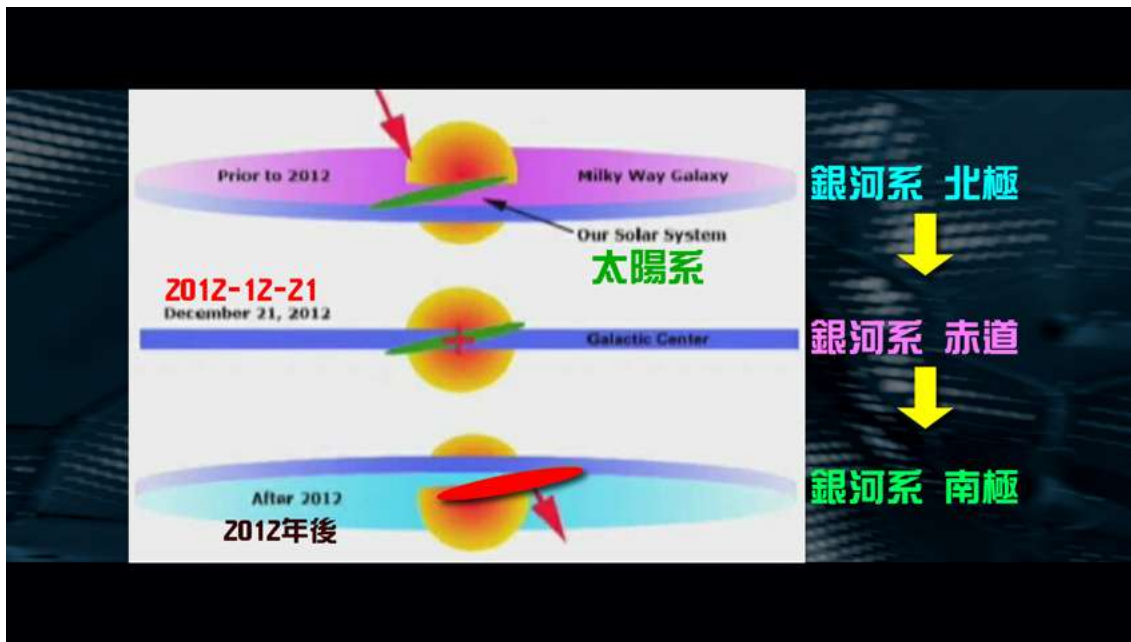 Prior to 2012
Milky Way Galaxy
銀河系 北極
Our Solar System
太陽系
2012-12-21
December 21, 2012
Galactic Center
銀河系 赤道
After 2012
2012年後
銀河系 南極